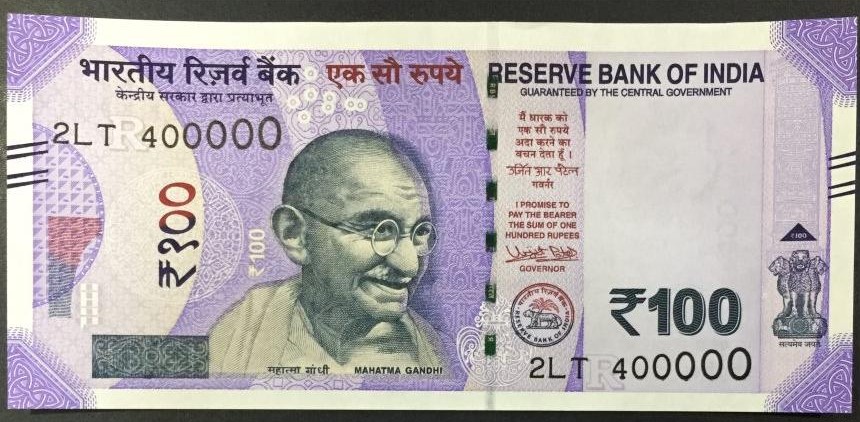 भारतीय रिज़र्व बैंक
केन्द्रीय सरकार द्वारा प्रत्याभूत
एक सौ रुपये
RESERVE BANK OF INDIA
GUARANTEED BY THE CENTRAL GOVERNMENT
2LT 400000
₹१००
₹100
मैं धारक को
एक सौ रुपये
अदा करने का
वचन देता हूँ।
उर्जित आर पटेल
गवर्नर
I PROMISE TO
PAY THE BEARER
THE SUM OF ONE
HUNDRED RUPEES
GOVERNOR
भारतीय रिज़र्व बैंक
RESERVE BANK OF INDIA
₹100
₹100
सत्यमेव जयते
महात्मा गांधी
MAHATMA GANDHI
2LT 400000
R
R